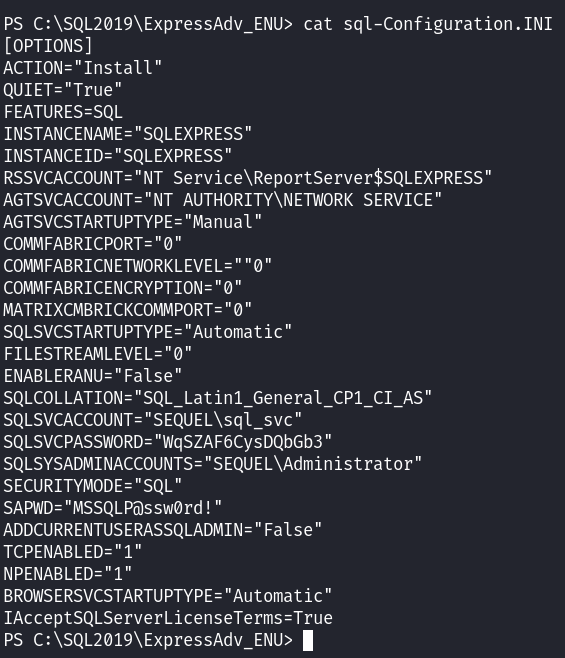 PS C:\SQL2019\ExpressAdv_ENU> cat sql-Configuration.INI
[OPTIONS]
ACTION="Install"
QUIET="True"
FEATURES=SQL
INSTANCENAME="SQLEXPRESS"
INSTANCEID="SQLEXPRESS"
RSSVCACCOUNT="NT Service\ReportServer$SQLEXPRESS"
AGTSVCACCOUNT="NT AUTHORITY\NETWORK SERVICE"
AGTSVCSTARTUPTYPE="Manual"
COMMFABRICPORT="0"
COMMFABRICNETWORKLEVEL=""0"
COMMFABRICENCRYPTION="0"
MATRIXCMBRICKCOMMPORT="0"
SQLSVCSTARTUPTYPE="Automatic"
FILESTREAMLEVEL="0"
ENABLERANU="False"
SQLCOLLATION="SQL_Latin1_General_CP1_CI_AS"
SQLSVCACCOUNT="SEQUEL\sql_svc"
SQLSVCPASSWORD="WqSZAF6CysDQbGb3"
SQLSYSADMINACCOUNTS="SEQUEL\Administrator"
SECURITYMODE="SQL"
SAPWD="MSSQLP@ssw0rd!"
ADDCURRENTUSERASSQLADMIN="False"
TCPENABLED="1"
NPENABLED="1"
BROWSERSVCSTARTUPTYPE="Automatic"
IAcceptSQLServerLicenseTerms=True
PS C:\SQL2019\ExpressAdv_ENU>